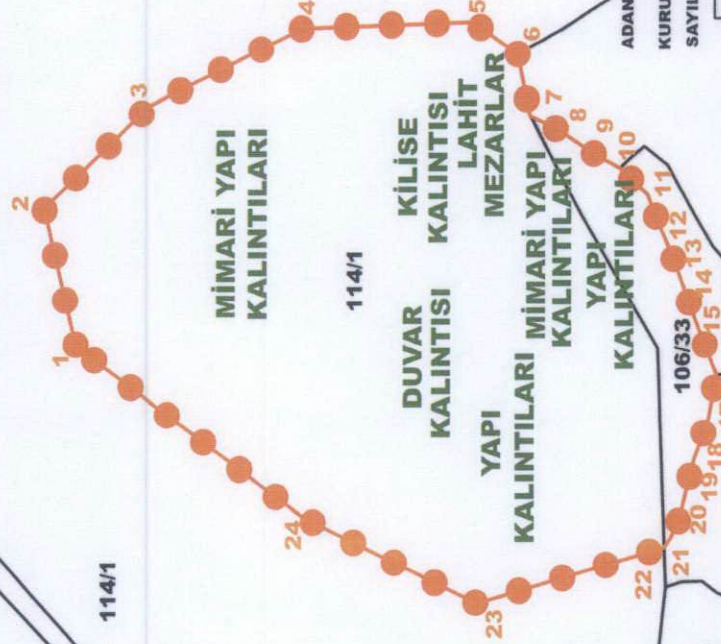 114/1
1
2
3
4
5
6
7
8
9
10
11
12
13
14
15
18
19
20
21
22
23
24
MİMARİ YAPI
KALINTILARI
114/1
KİLİSE
KALINTISI
LAHİT
MEZARLAR
DUVAR
KALINTISI
MİMARİ YAPI
KALINTILARI
YAPI
KALINTILARI
YAPI
KALINTILARI
106/33
ADAN
KURU
SAYIL